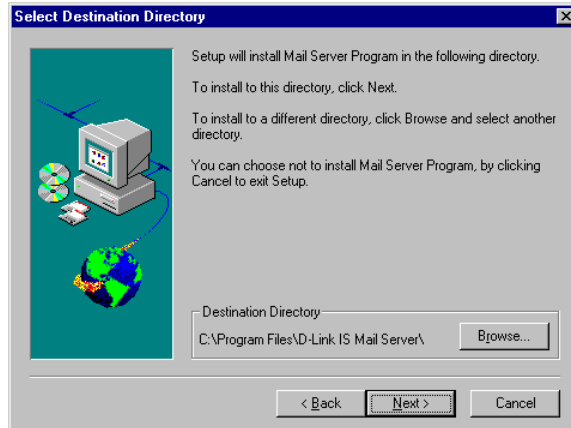 Select Destination Directory
Setup will install Mail Server Program in the following directory.
To install to this directory, click Next.
To install to a different directory, click Browse and select another
directory.
You can choose not to install Mail Server Program, by clicking
Cancel to exit Setup.
Destination Directory
C:\Program Files\D-Link IS Mail Server\
Browse...
< Back
Next >
Cancel